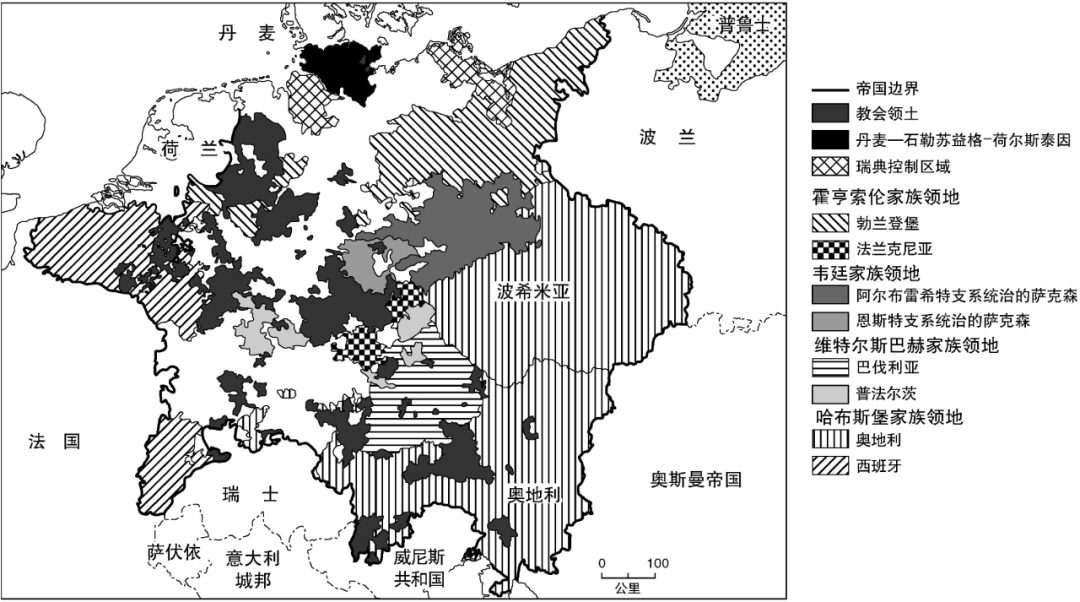 丹 麦
普鲁士
荷 兰
波 兰
波希米亚
法 国
瑞 士
奥地利
奥斯曼帝国
萨伏依
意大利
城邦
威尼斯
共和国
0 100
公里
帝国边界
教会领土
丹麦—石勒苏益格-荷尔斯泰因
瑞典控制区域
霍亨索伦家族领地
勃兰登堡
法兰克尼亚
韦廷家族领地
阿尔布雷希特支系统治的萨克森
恩斯特支系统治的萨克森
维特尔斯巴赫家族领地
巴伐利亚
普法尔茨
哈布斯堡家族领地
奥地利
西班牙